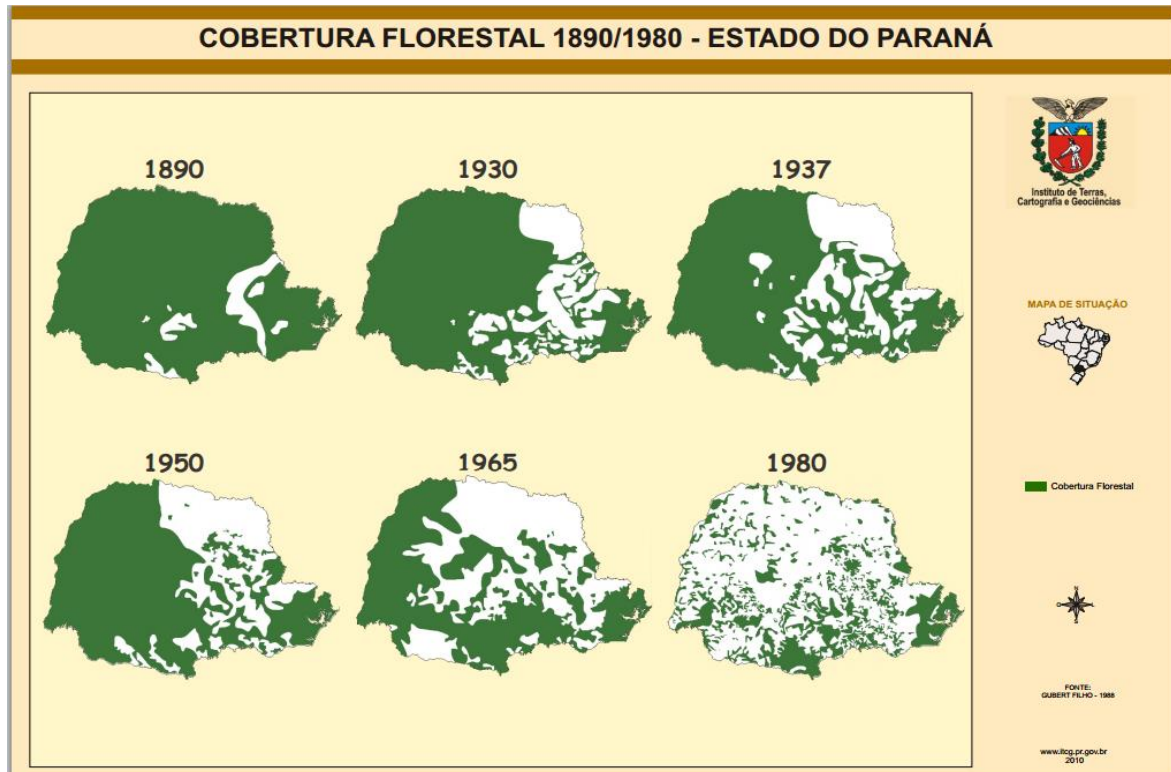 COBERTURA FLORESTAL 1890/1980 - ESTADO DO PARANÁ
1890
1930
1937
1950
1965
1980
Instituto de Terras,
Cartografia e Geociências
MAPA DE SITUAÇÃO
Cobertura Florestal
N
FONTE:
GUBERT FILHO - 1988
www.itcg.pr.gov.br
2010